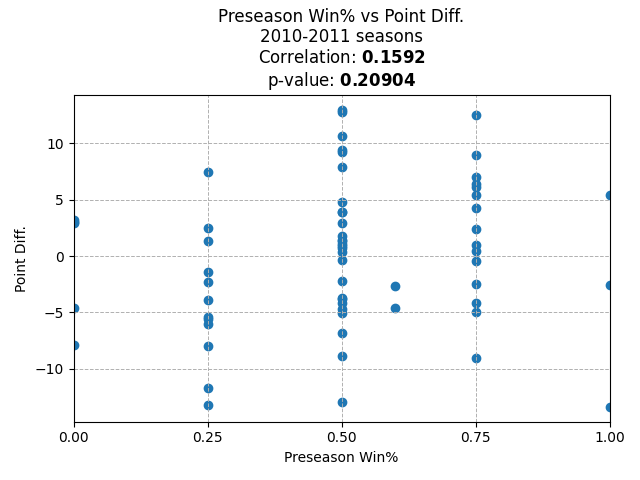 Preseason Win% vs Point Diff.
2010-2011 seasons
Correlation: 0.1592
p-value: 0.20904
10
5
0
−5
−10
Point Diff.
0.00 0.25 0.50 0.75 1.00
Preseason Win%